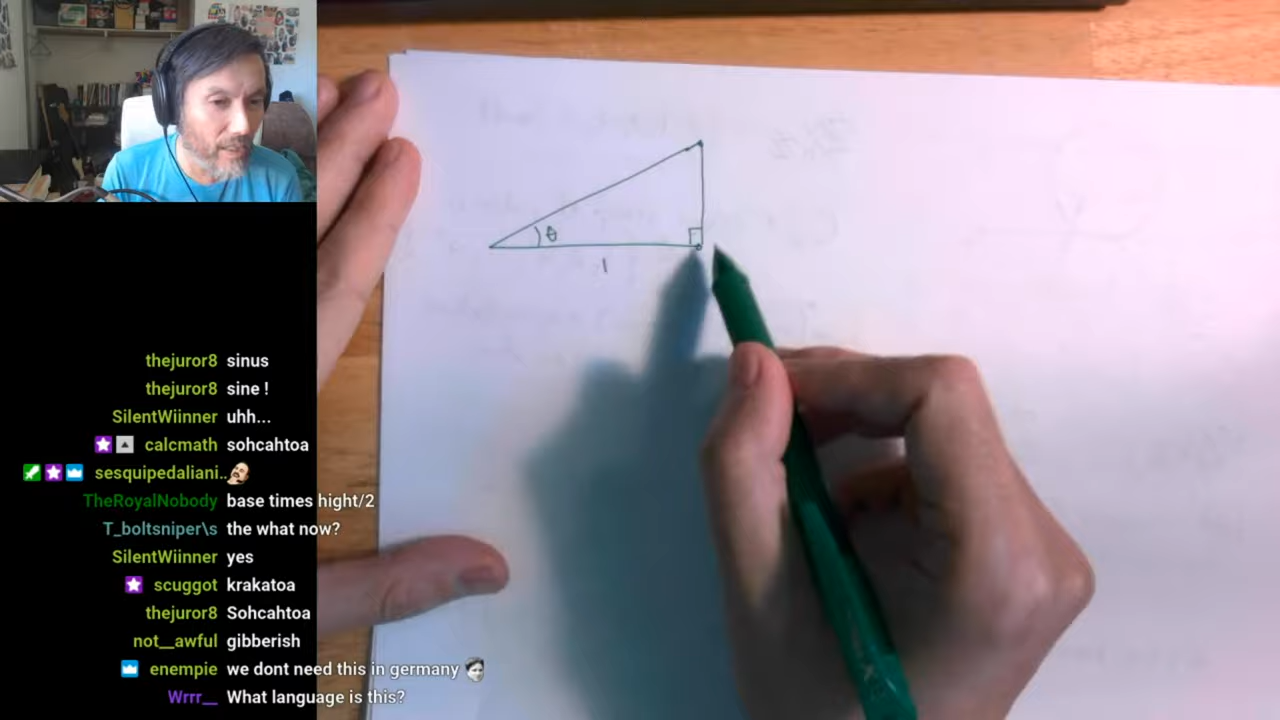 θ
1
thejuror8 sinus
thejuror8 sine !
SilentWiinner uhh...
calcmath sohcahtoa
sesquipedaliani..
TheRoyalNobody base times hight/2
T_boltsniper\s the what now?
SilentWiinner yes
scuggot krakatoa
thejuror8 Sohcahtoa
not__awful gibberish
enempie we dont need this in germany
Wrrr__ What language is this?